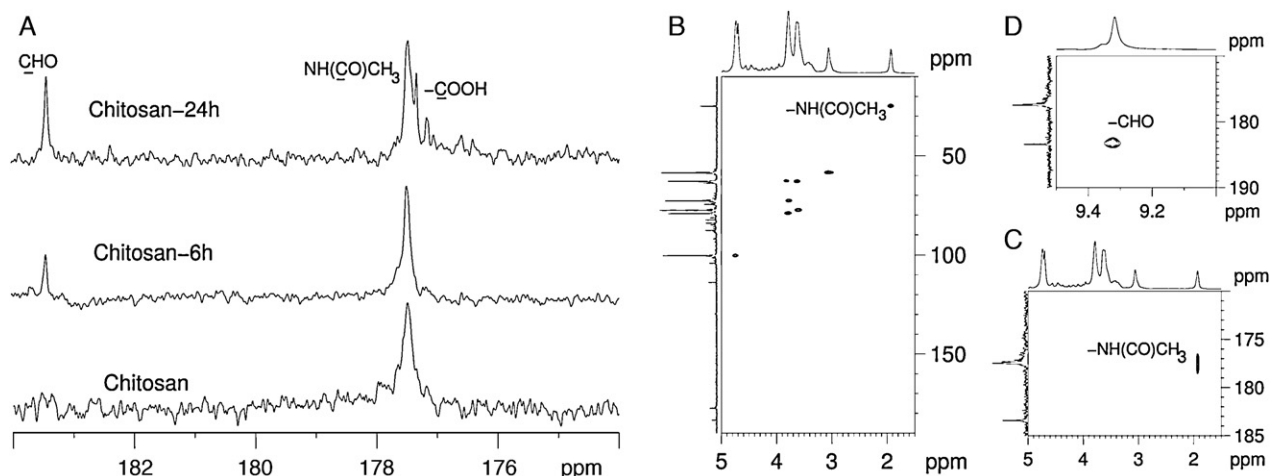 A
CHO
NH(CO)CH3
-COOH
Chitosan-24h
Chitosan-6h
Chitosan
182
180
178
176
ppm
B
ppm
-NH(CO)CH3
50
100
150
5
4
3
2
ppm
D
ppm
-CHO
180
190
9.4
9.2
ppm
C
ppm
-NH(CO)CH3
175
180
185
5
4
3
2
ppm